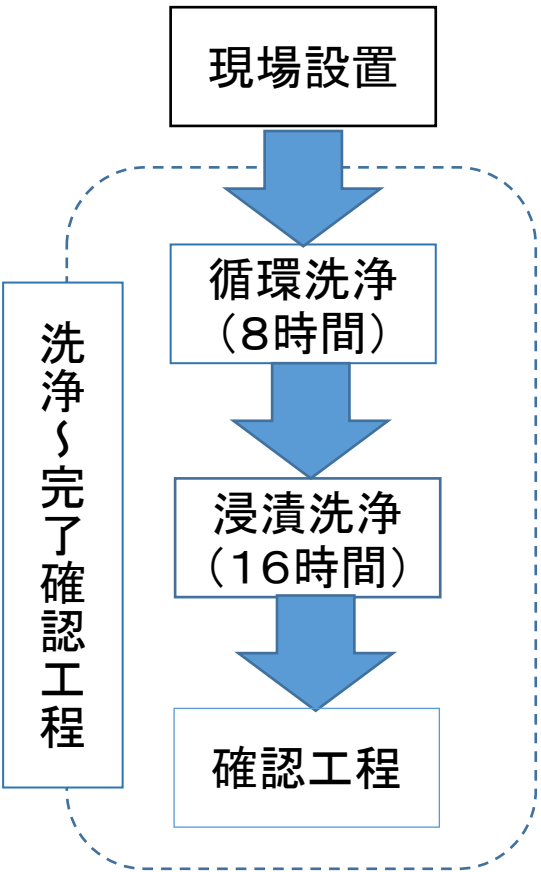 現場設置
循環洗浄
（8時間）
浸漬洗浄
（16時間）
確認工程
洗浄～完了確認工程